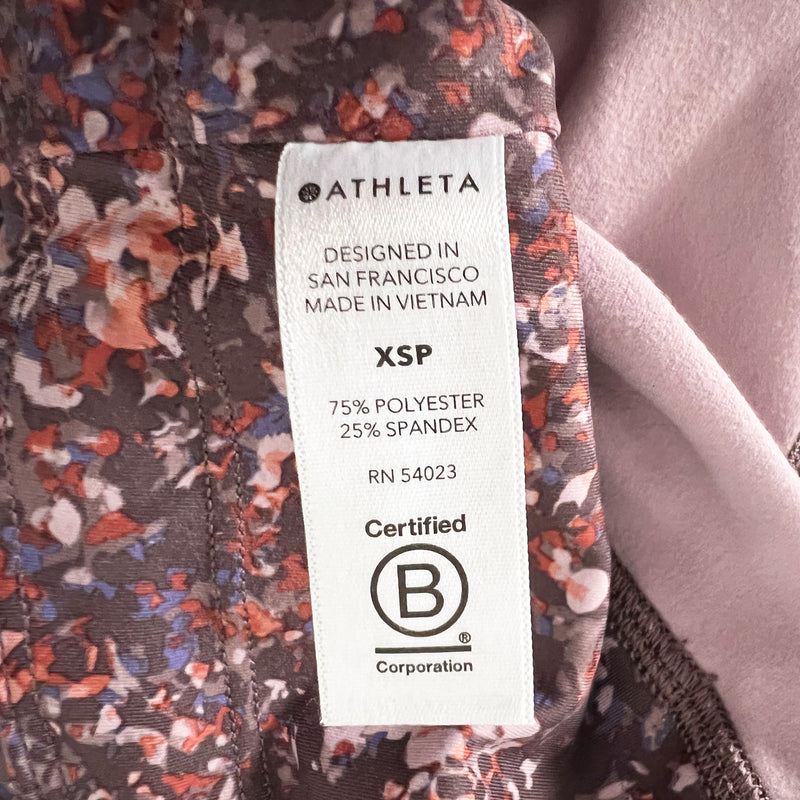 ATHLETA
DESIGNED IN
SAN FRANCISCO
MADE IN VIETNAM
XSP
75% POLYESTER
25% SPANDEX
RN 54023
Certified
B
®
Corporation